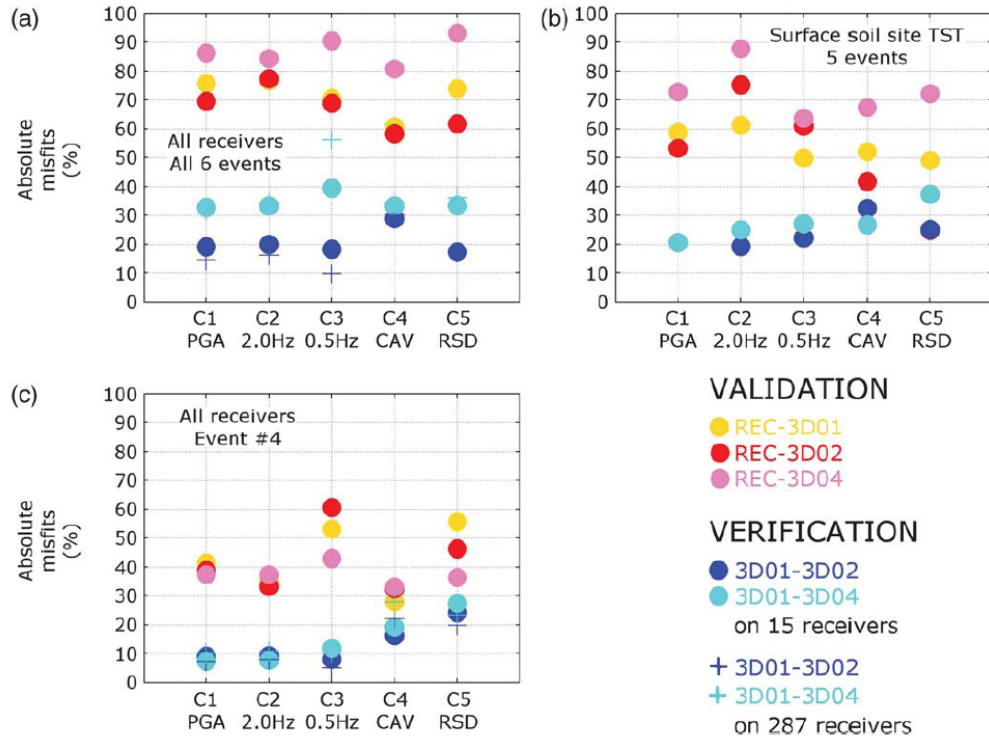 (a)
Absolute
misfits
(%)
100
90
80
70
60
50
40
30
20
10
0
All receivers
All 6 events
C1 C2 C3 C4 C5
PGA 2.0Hz 0.5Hz CAV RSD
(b)
100
90
80
70
60
50
40
30
20
10
0
Surface soil site TST
5 events
C1 C2 C3 C4 C5
PGA 2.0Hz 0.5Hz CAV RSD
(c)
Absolute
misfits
(%)
100
90
80
70
60
50
40
30
20
10
0
All receivers
Event #4
C1 C2 C3 C4 C5
PGA 2.0Hz 0.5Hz CAV RSD
VALIDATION
REC-3D01
REC-3D02
REC-3D04
VERIFICATION
3D01-3D02
3D01-3D04
on 15 receivers
3D01-3D02
3D01-3D04
on 287 receivers